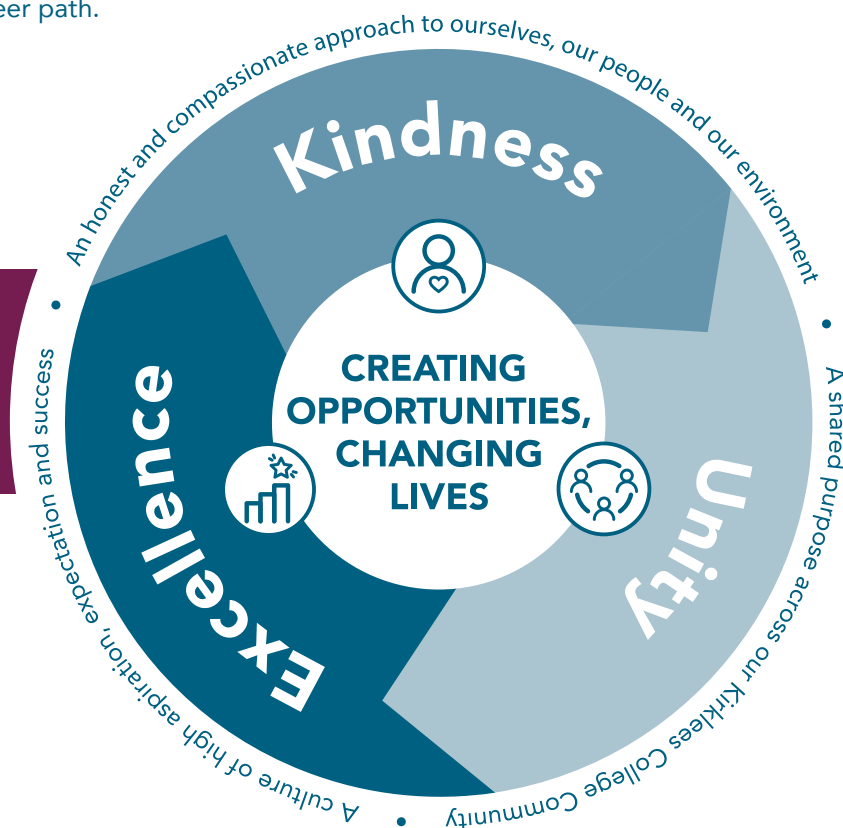 eer path.
An honest and compassionate approach to ourselves, our people and our environment
•
A shared purpose across our Kirklees College Community
•
A culture of high aspiration, expectation and success
•
Kindness
Unity
Excellence
CREATING
OPPORTUNITIES,
CHANGING
LIVES